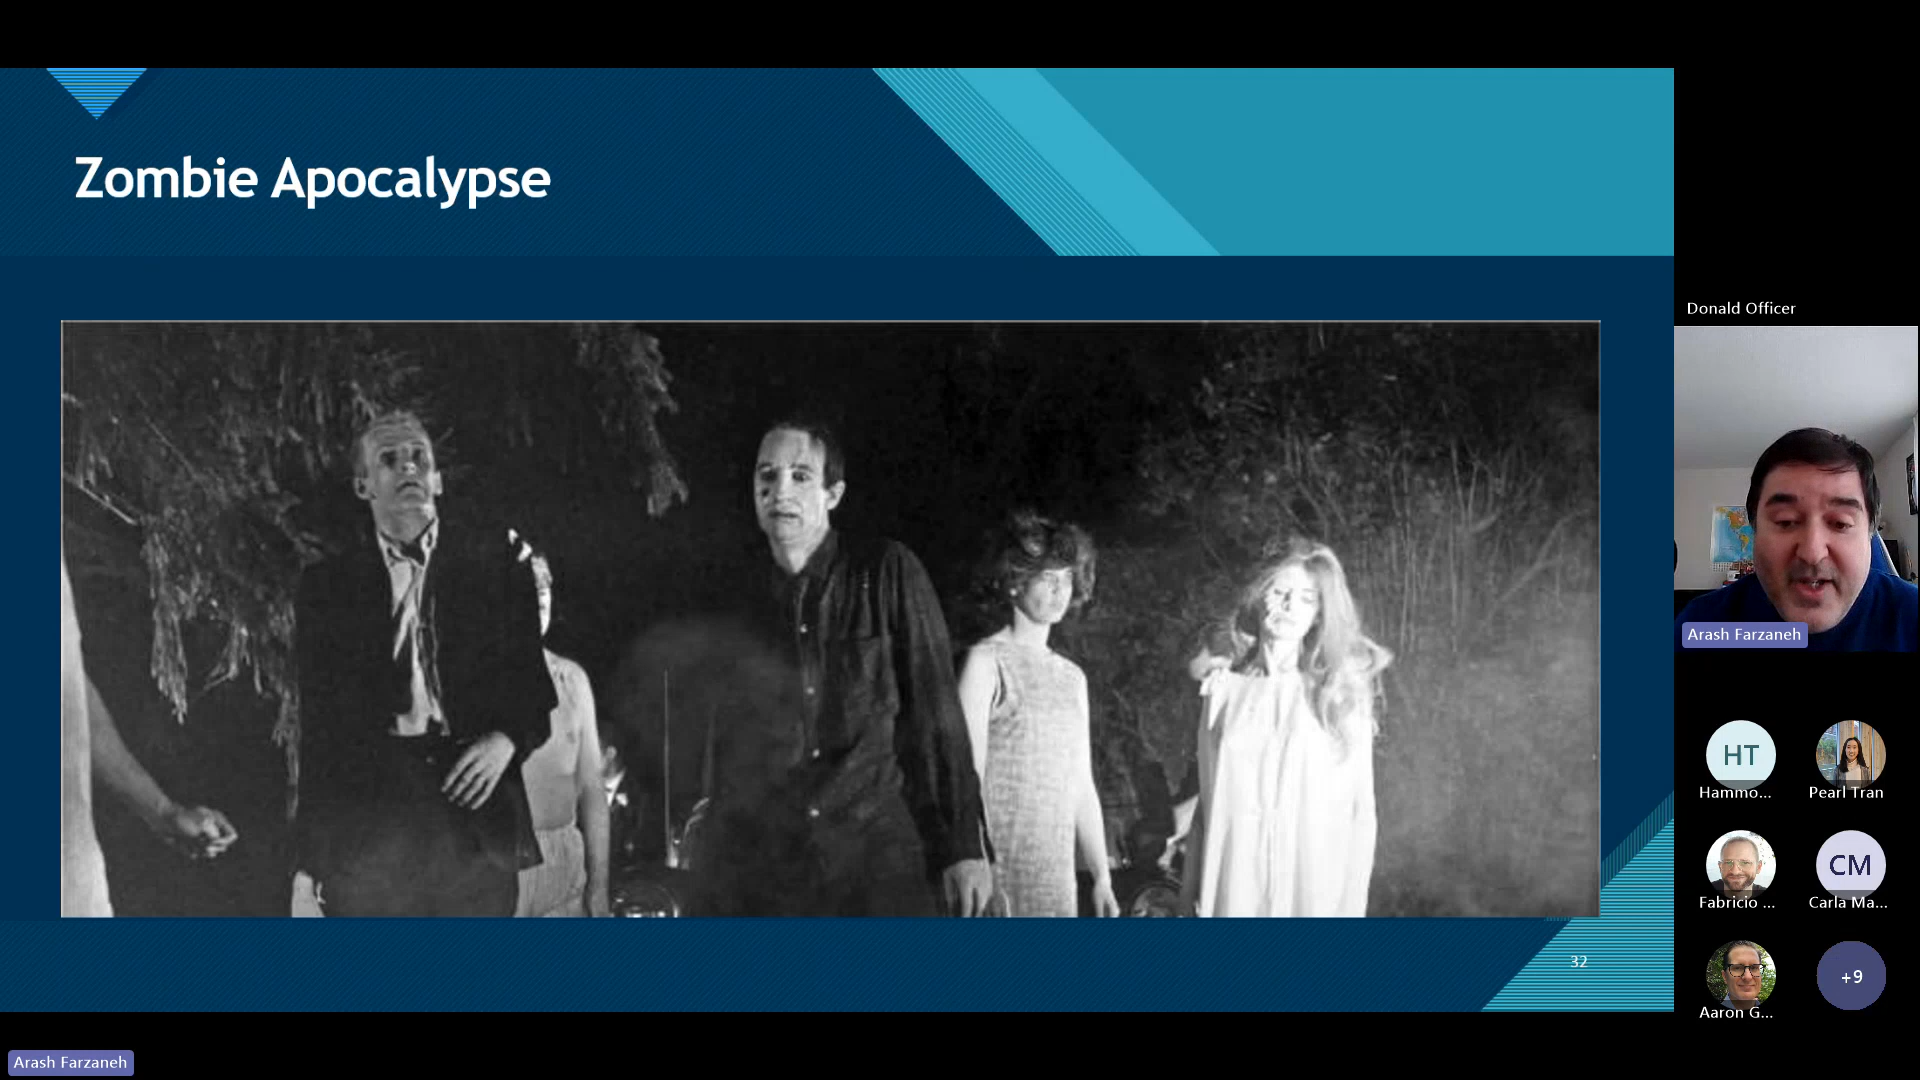 Zombie Apocalypse
32
Donald Officer
Arash Farzaneh
HT
Hammo...
Pearl Tran
Fabricio ...
CM
Carla Ma...
Aaron G...
+9
Arash Farzaneh